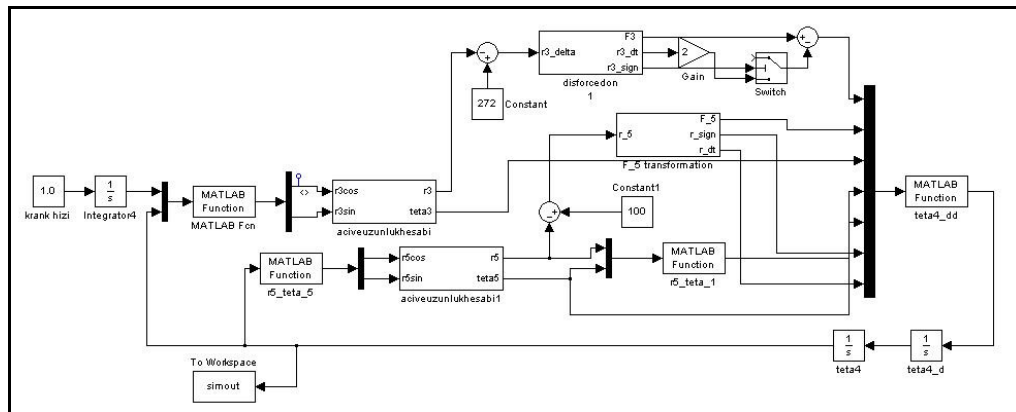 F3
r3_delta
r3_dt
r3_sign
disforcedon
1
2
Gain
Switch
272
Constant
F_5
r_5
r_sign
r_dt
F_5 transformation
1.0
krank hizi
1
s
Integrator4
MATLAB
Function
MATLAB Fcn
<>
r3cos
r3
r3sin
teta3
aciveuzunlukhesabi
Constant1
100
MATLAB
Function
teta4_dd
MATLAB
Function
r5_teta_5
r5cos
r5
r5sin
teta5
aciveuzunlukhesabi1
MATLAB
Function
r5_teta_1
1
s
teta4
1
s
teta4_d
To Workspace
simout